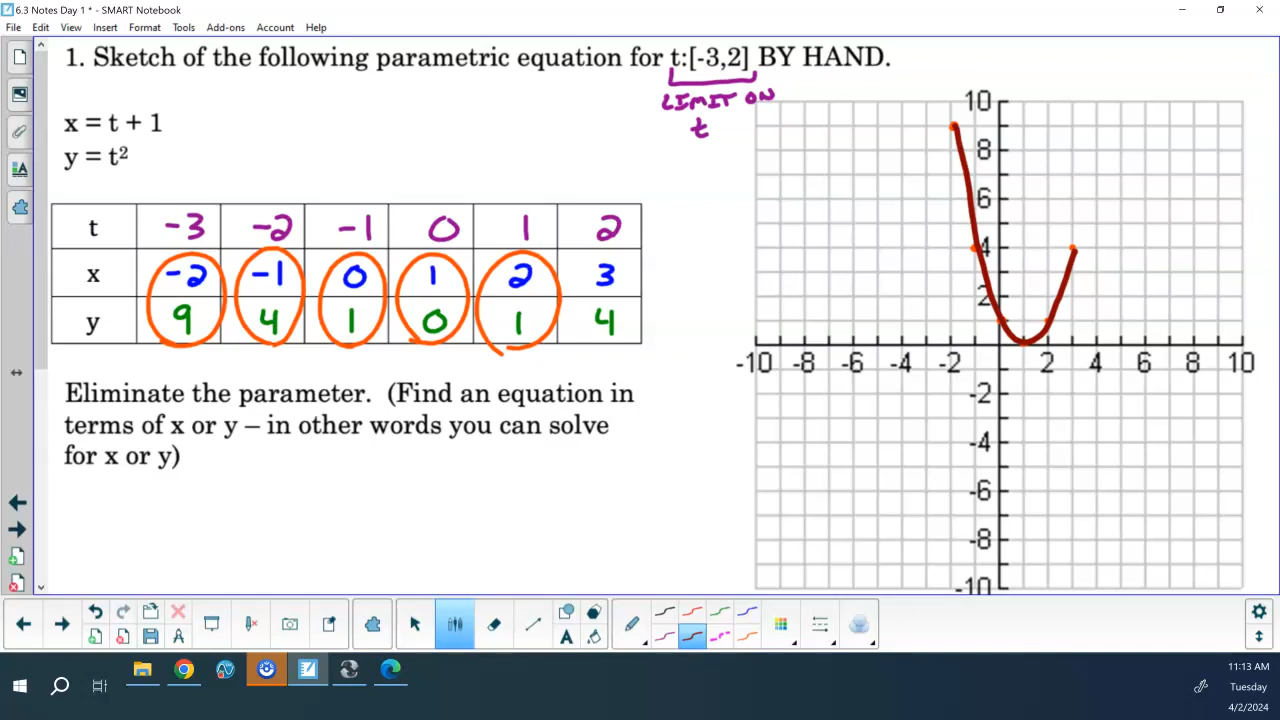 6.3 Notes Day 1 * - SMART Notebook
File Edit View Insert Format Tools Add-ons Account Help
1. Sketch of the following parametric equation for t:[-3,2] BY HAND.
LIMIT ON
t
x = t + 1
y = t²
t -3 -2 -1 0 1 2
x -2 -1 0 1 2 3
y 9 4 1 0 1 4
Eliminate the parameter. (Find an equation in
terms of x or y – in other words you can solve
for x or y)
10
8
6
4
2
-10 -8 -6 -4 -2 2 4 6 8 10
-2
-4
-6
-8
-10
11:13 AM
Tuesday
4/2/2024